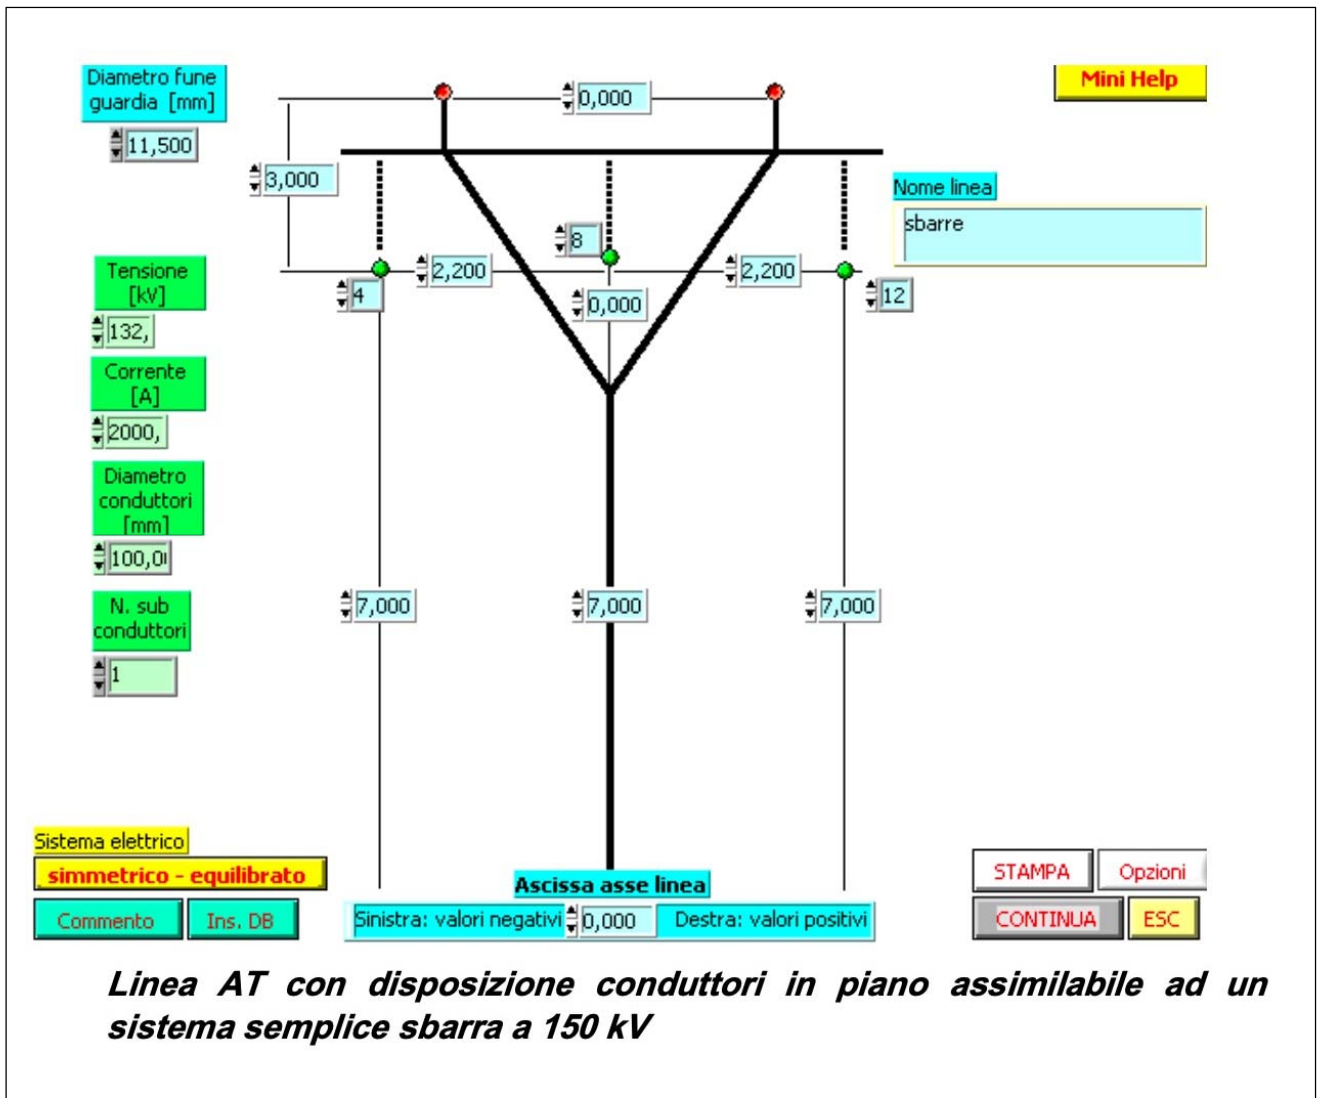 Diametro fune
guardia [mm]
11,500
0,000
Mini Help
3,000
Nome linea
sbarre
8
Tensione
[kV]
132,
2,200
2,200
4
0,000
12
Corrente
[A]
2000,
Diametro
conduttori
[mm]
100,0
N. sub
conduttori
1
7,000
7,000
7,000
Sistema elettrico
simmetrico - equilibrato
Commento
Ins. DB
Ascissa asse linea
Sinistra: valori negativi
0,000
Destra: valori positivi
STAMPA
Opzioni
CONTINUA
ESC
Linea AT con disposizione conduttori in piano assimilabile ad un
sistema semplice sbarra a 150 kV